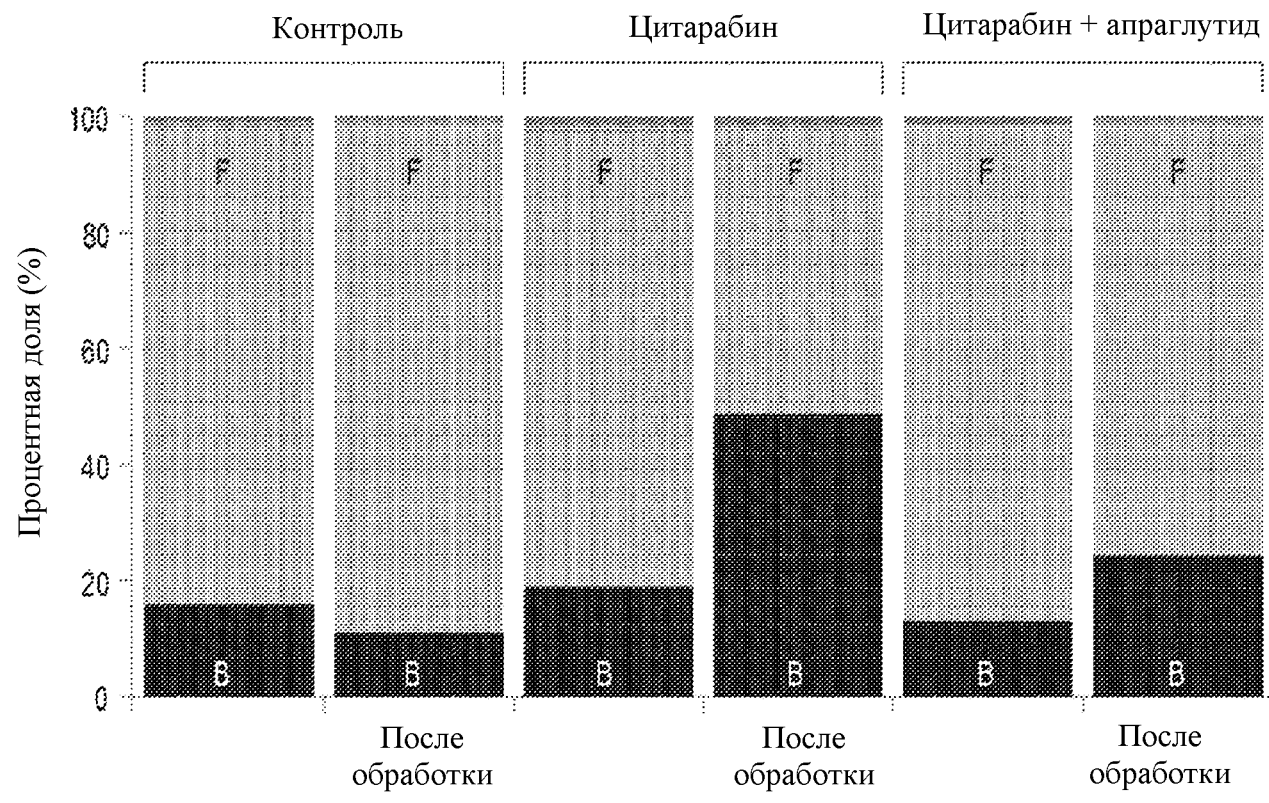 Контроль
Цитарабин
Цитарабин + апраглутид
Процентная доля (%)
100
80
60
40
20
0
F
F
F
F
F
F
B
B
B
B
B
B
После
обработки
После
обработки
После
обработки